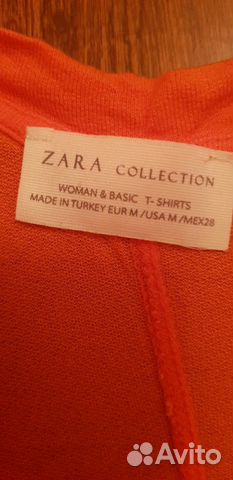 ZARA COLLECTION
WOMAN & BASIC T- SHIRTS
MADE IN TURKEY EUR M /USA M /MEX28
Avito